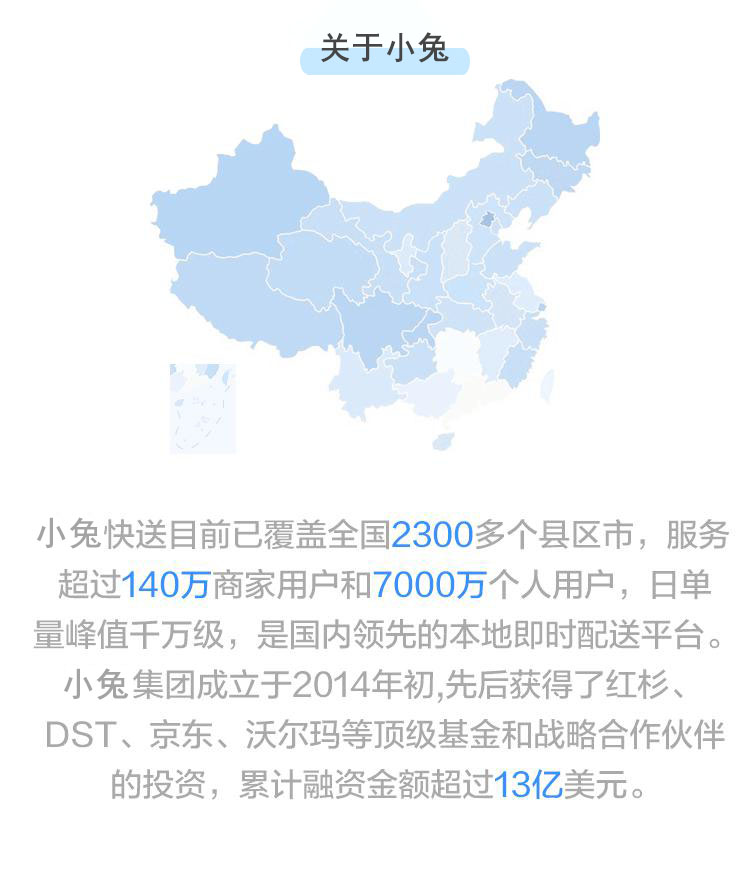 关于小兔
小兔快送目前已覆盖全国2300多个县区市，服务
超过140万商家用户和7000万个人用户，日单
量峰值千万级，是国内领先的本地即时配送平台。
小兔集团成立于2014年初,先后获得了红杉、
DST、京东、沃尔玛等顶级基金和战略合作伙伴
的投资，累计融资金额超过13亿美元。